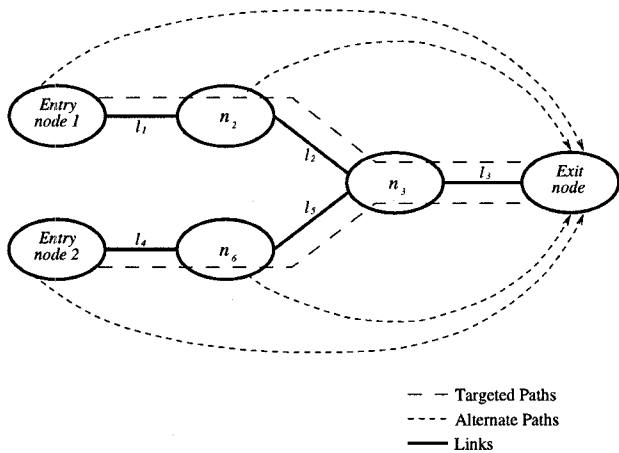 Entry
node 1
l₁
n₂
l₂
n₃
l₃
Exit
node
Entry
node 2
l₄
n₆
l₅
Targeted Paths
Alternate Paths
Links